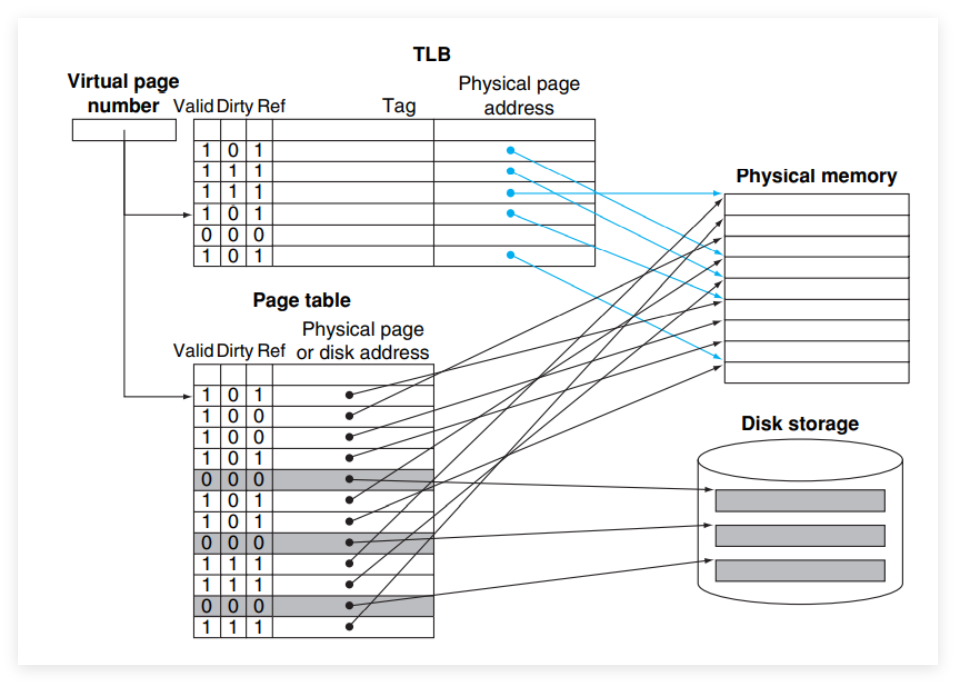 TLB
Virtual page
number
Valid Dirty Ref
Tag
Physical page
address
1 0 1
1 1 1
1 1 1
1 0 1
0 0 0
1 0 1
Physical memory
Page table
Physical page
or disk address
Valid Dirty Ref
1 0 1
1 0 0
1 0 0
1 0 1
0 0 0
1 0 1
1 0 1
0 0 0
1 1 1
1 1 1
0 0 0
1 1 1
Disk storage